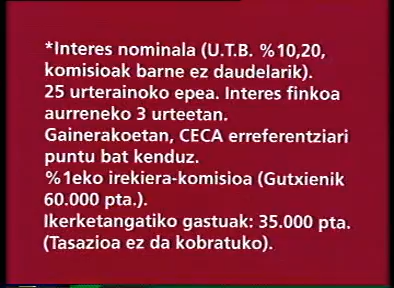 *Interes nominala (U.T.B. %10,20,
komisioak barne ez daudelarik).
25 urterainoko epea. Interes finkoa
aurreneko 3 urteetan.
Gainerakoetan, CECA erreferentziari
puntu bat kenduz.
%1eko irekiera-komisioa (Gutxienik
60.000 pta.).
Ikerketangatiko gastuak: 35.000 pta.
(Tasazioa ez da kobratuko).